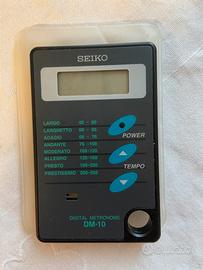 SEIKO
LARGO 40 - 60
LARGHETTO 60 - 66
ADAGIO 66 - 76
ANDANTE 76 - 108
MODERATO 108-120
ALLEGRO 120-168
PRESTO 168-200
PRESTISSIMO 200-208
POWER
TEMPO
DIGITAL METRONOME
DM-10